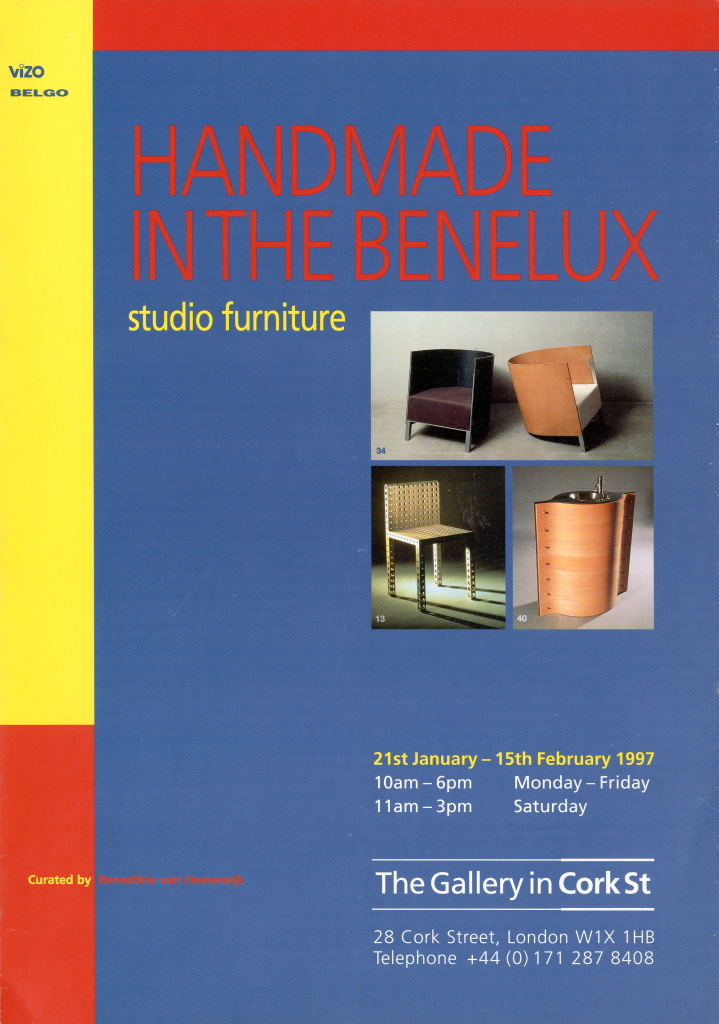 vizo
BELGO
HANDMADE
IN THE BENELUX
studio furniture
34
13
40
21st January – 15th February 1997
10am – 6pm Monday – Friday
11am – 3pm Saturday
Curated by
The Gallery in Cork St
28 Cork Street, London W1X 1HB
Telephone +44 (0) 171 287 8408